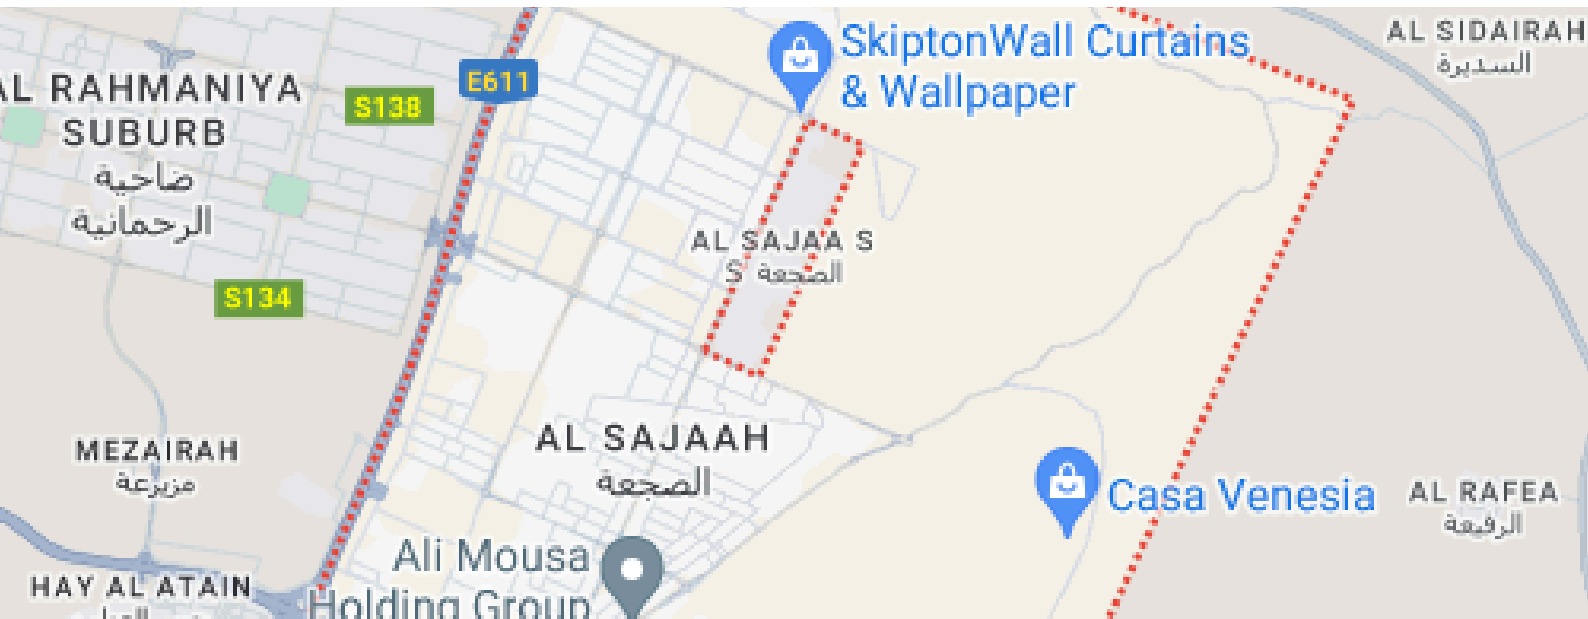 SkiptonWall Curtains
& Wallpaper
AL SIDAIRAH
السديرة
E611
S138
AL RAHMANIYA
SUBURB
ضاحية
الرحمانية
AL SAJAA S
الصجعة S
S134
AL SAJAAH
الصجعة
MEZAIRAH
مزيرعة
Casa Venesia
AL RAFEA
الرفيعة
Ali Mousa
Holding Group
HAY AL ATAIN